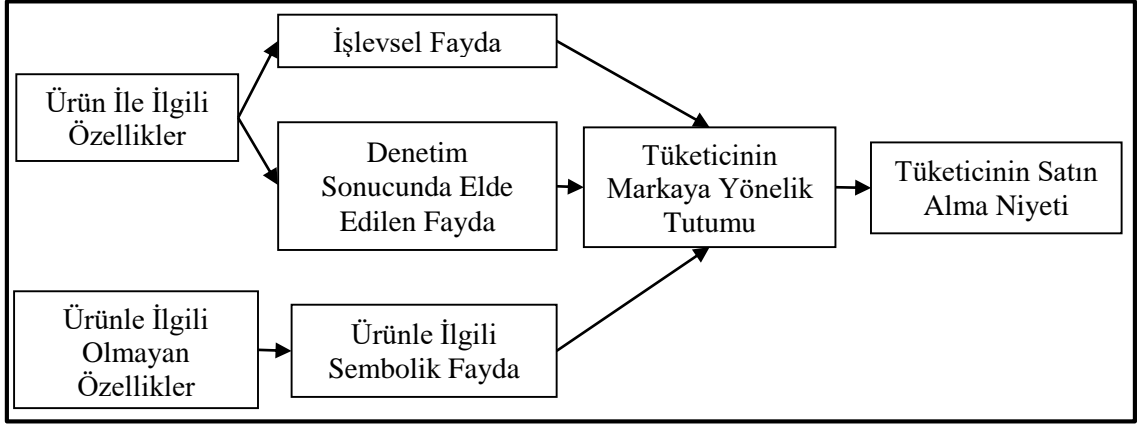 İşlevsel Fayda
Ürün İle İlgili
Özellikler
Denetim
Sonucunda Elde
Edilen Fayda
Tüketicinin
Markaya Yönelik
Tutumu
Tüketicinin Satın
Alma Niyeti
Ürünle İlgili
Olmayan
Özellikler
Ürünle İlgili
Sembolik Fayda